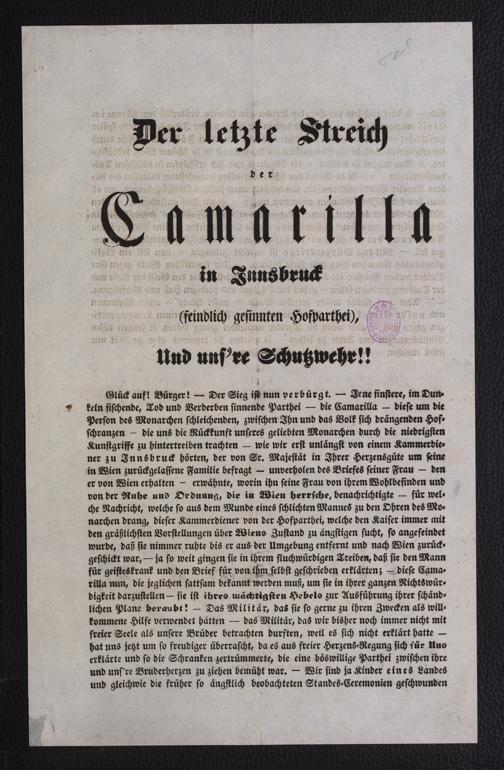 Der letzte Streich
der
Camarilla
in Innsbruck
(feindlich gesinnten Hofparthei),
Und uns’re Schutzwehr!!
Glück auf! Bürger! — Der Sieg ist nun verbürgt. — Jene finstere, im Dun-
keln fischende, Tod und Verderben sinnende Parthei — die Camarilla — diese um die
Person des Monarchen schleichenden, zwischen Ihn und das Volk sich drängenden Hof-
schranzen — die uns die Rückkunft unseres geliebten Monarchen durch die niedrigsten
Kunstgriffe zu hintertreiben trachten — wie wir erst unlängst von einem Kammerdie-
ner zu Innsbruck hörten, der von Sr. Majestät in Ihrer Herzensgüte um seine
in Wien zurückgelassene Familie befragt — unverholen des Briefes seiner Frau — den
er von Wien erhalten — erwähnte, worin ihn seine Frau von ihrem Wohlbefinden und
von der Ruhe und Ordnung, die in Wien herrsche, benachrichtigte — für wel-
che Nachricht, welche so aus dem Munde eines schlichten Mannes zu den Ohren des Mo-
narchen drang, dieser Kammerdiener von der Hofparthei, welche den Kaiser immer mit
den gräßlichsten Vorstellungen über Wiens Zustand zu ängstigen sucht, so angefeindet
wurde, daß sie nimmer ruhte bis er aus der Umgebung entfernt und nach Wien zurück-
geschickt war, — ja so weit gingen sie in ihrem fluchwürdigen Treiben, daß sie den Mann
für geisteskrank und den Brief für von ihm selbst geschrieben erklärten; — diese Cama-
rilla nun, die jeglichen sattsam bekannt werden muß, um sie in ihrer ganzen Nichtswür-
digkeit darzustellen — sie ist ihres mächtigsten Hebels zur Ausführung ihrer schänd-
lichen Plane beraubt! — Das Militär, das sie so gerne zu ihren Zwecken als will-
kommene Hilfe verwendet hätten — das Militär, das wir bisher noch immer nicht mit
freier Seele als unsere Brüder betrachten durften, weil es sich nicht erklärt hatte —
hat uns jetzt um so freudiger überrascht, da es aus freier Herzens-Regung sich für Uns
erklärte und so die Schranken zertrümmerte, die eine böswillige Parthei zwischen ihre
und uns’re Bruderherzen zu ziehen bemüht war. — Wir sind ja Kinder eines Landes
und gleichwie die früher so ängstlich beobachteten Standes-Ceremonien geschwunden